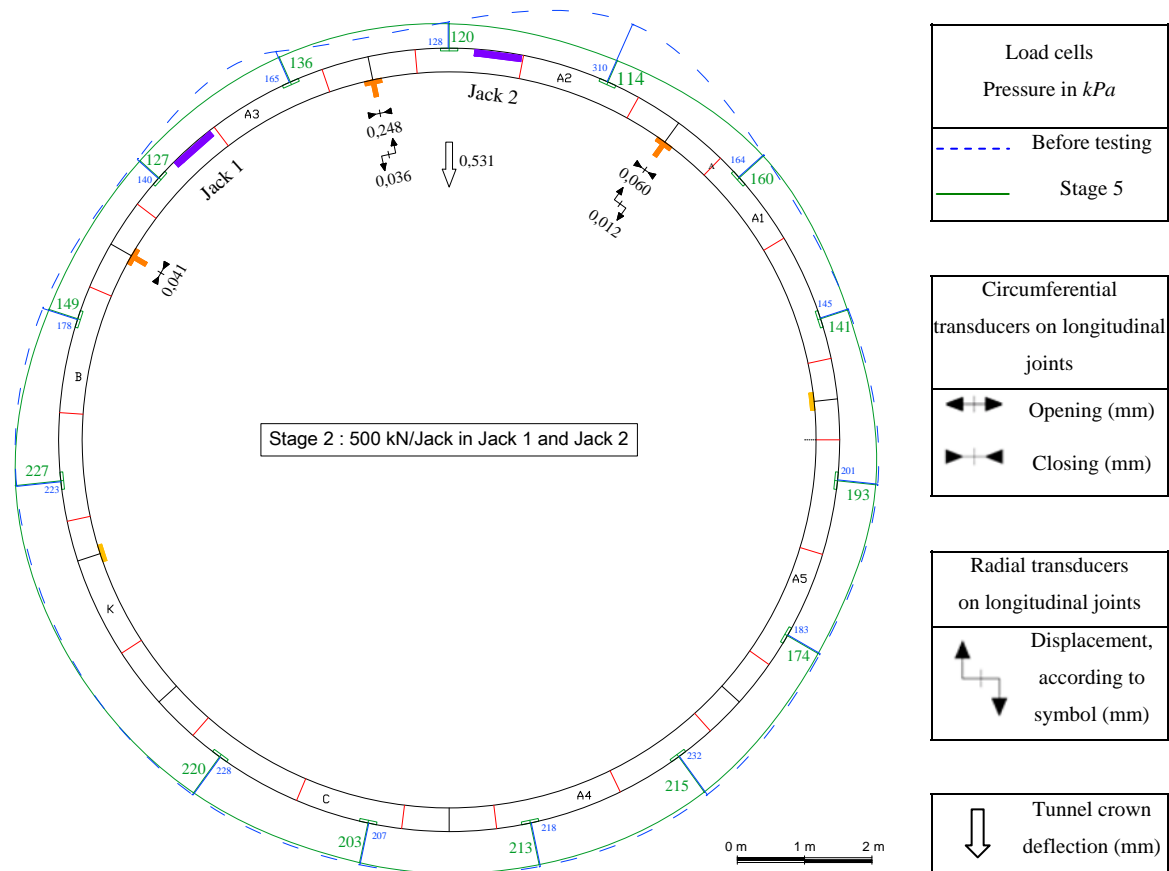 120
128
136
165
114
310
A2
A3
Jack 2
Jack 1
127
140
0,248
0,036
0,531
0,060
0,012
164
160
A
A1
0,041
149
178
145
141
B
Stage 2 : 500 kN/Jack in Jack 1 and Jack 2
227
223
201
193
K
A5
183
174
220
228
232
215
C
A4
203
207
218
213
0 m 1 m 2 m
Load cells
Pressure in kPa
Before testing
Stage 5
Circumferential
transducers on longitudinal
joints
Opening (mm)
Closing (mm)
Radial transducers
on longitudinal joints
Displacement,
according to
symbol (mm)
Tunnel crown
deflection (mm)